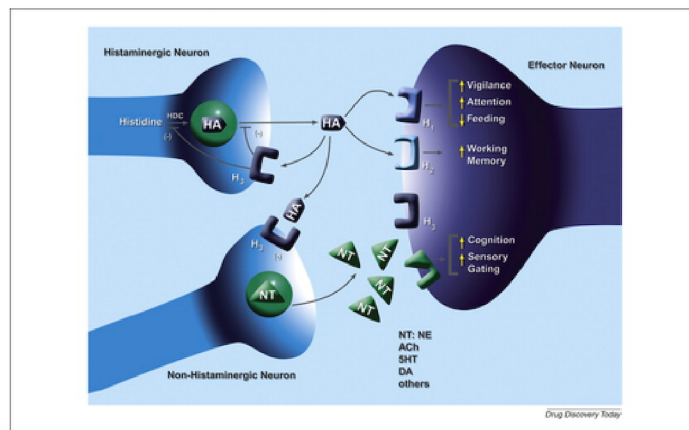 Histaminergic Neuron
Effector Neuron
Histidine
HDC
(-)
HA
(-)
H3
HA
H1
Vigilance
Attention
Feeding
H2
Working
Memory
H3
HA
H3
(-)
NT
NT
NT
NT
NT
NT
Cognition
Sensory
Gating
NT: NE
ACh
5HT
DA
others
Non-Histaminergic Neuron
Drug Discovery Today